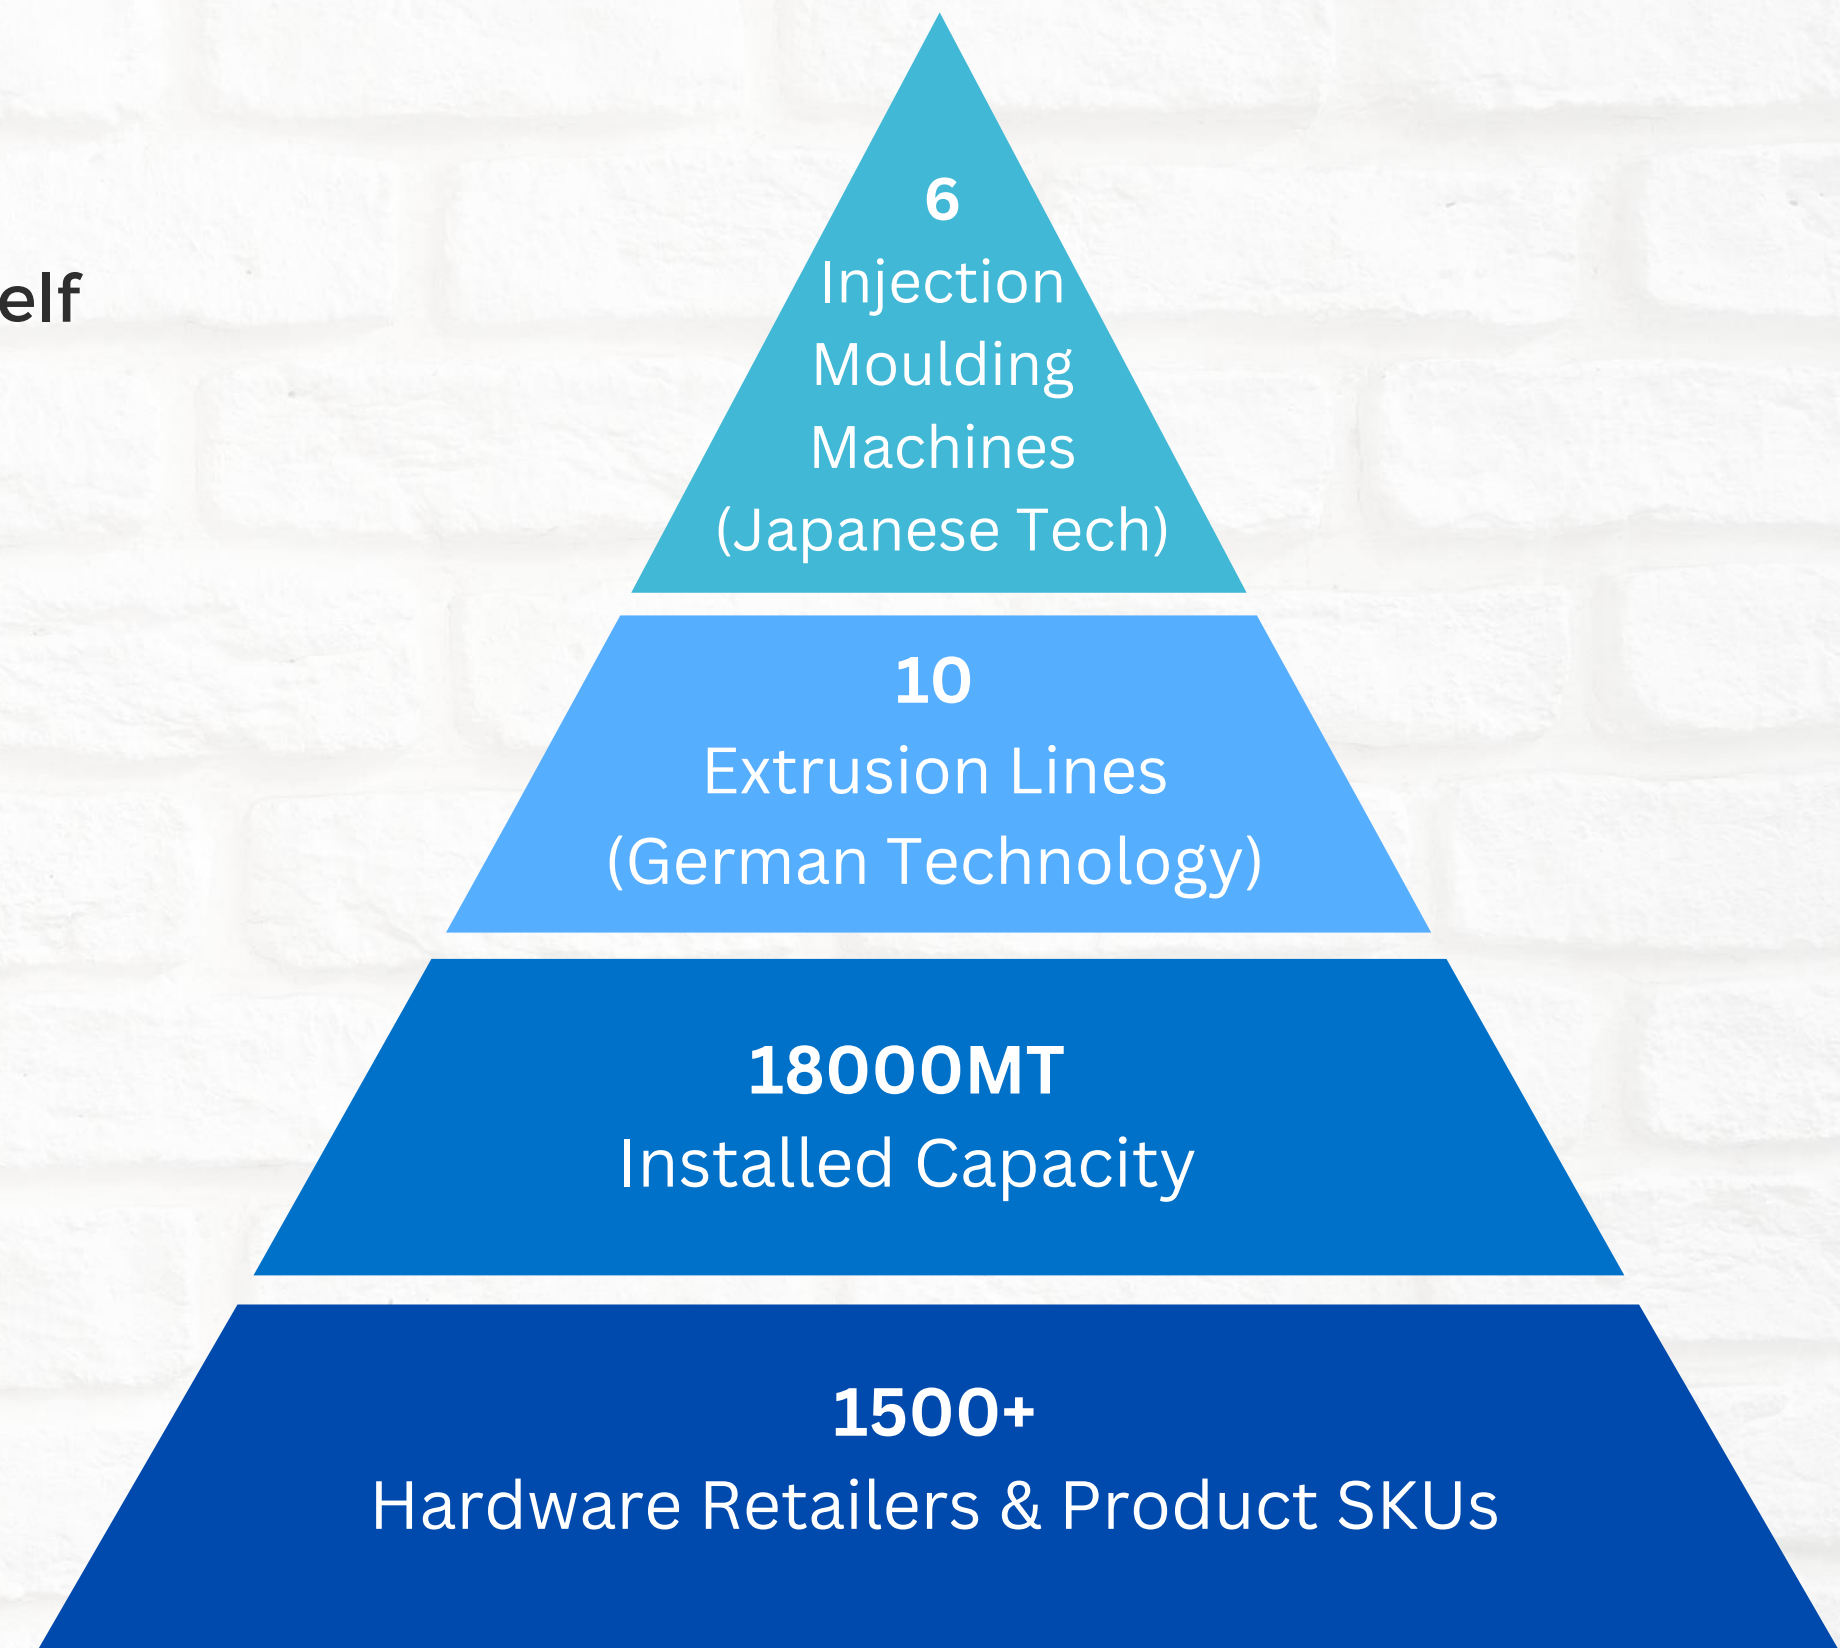 elf
6
Injection
Moulding
Machines
(Japanese Tech)
10
Extrusion Lines
(German Technology)
18000MT
Installed Capacity
1500+
Hardware Retailers & Product SKUs